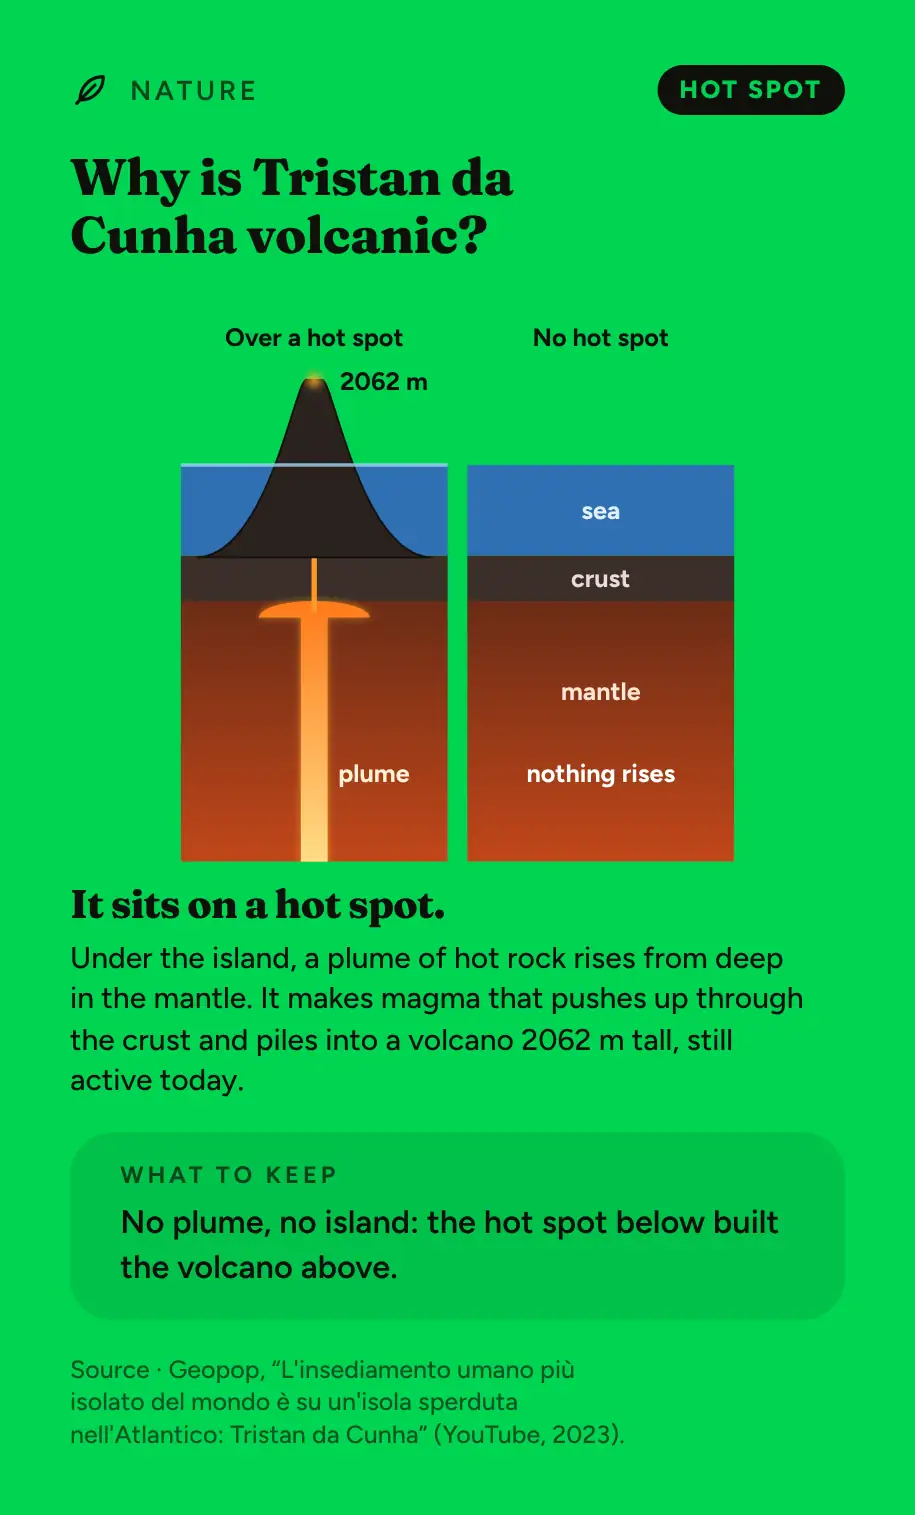 NATURE
HOT SPOT
Why is Tristan da
Cunha volcanic?
Over a hot spot
No hot spot
2062 m
sea
crust
mantle
plume
nothing rises
It sits on a hot spot.
Under the island, a plume of hot rock rises from deep
in the mantle. It makes magma that pushes up through
the crust and piles into a volcano 2062 m tall, still
active today.
WHAT TO KEEP
No plume, no island: the hot spot below built
the volcano above.
Source · Geopop, “L'insediamento umano più
isolato del mondo è su un'isola sperduta
nell'Atlantico: Tristan da Cunha” (YouTube, 2023).